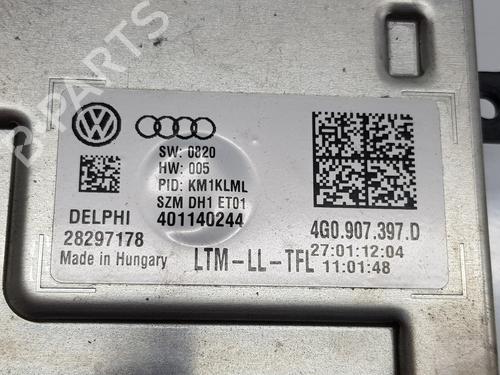 SW: 0820
HW: 005
PID: KM1KLML
SZM DH1 ET01
401140244
DELPHI
28297178
Made in Hungary
LTM-LL-TFL
4G0.907.397.D
27:01:12:04
11:01:48
B-PARTS